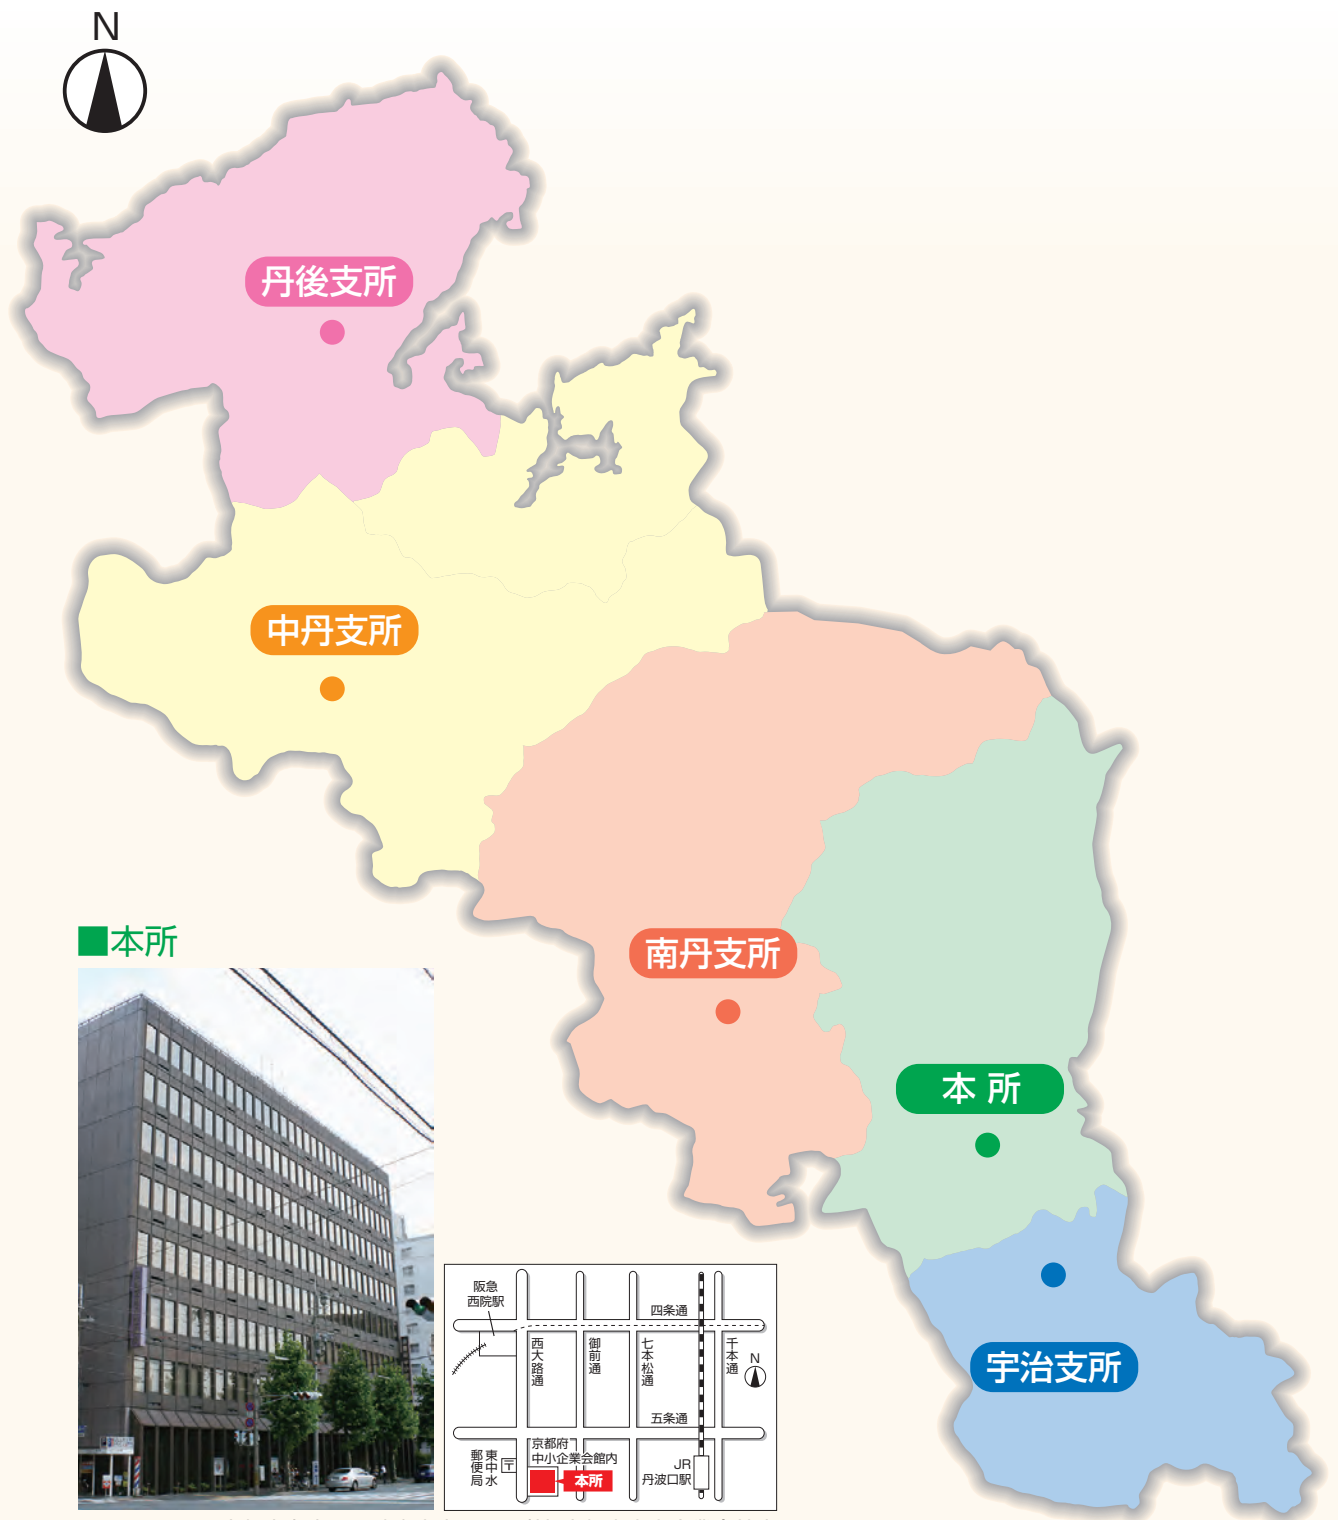 N
丹後支所
中丹支所
南丹支所
■本所
本 所
宇治支所
阪急
西院駅
四条通
西大路通
御前通
七本松通
千本通
N
五条通
京都府
中小企業会館内
東中水
郵便局
〒
本所
JR
丹波口駅